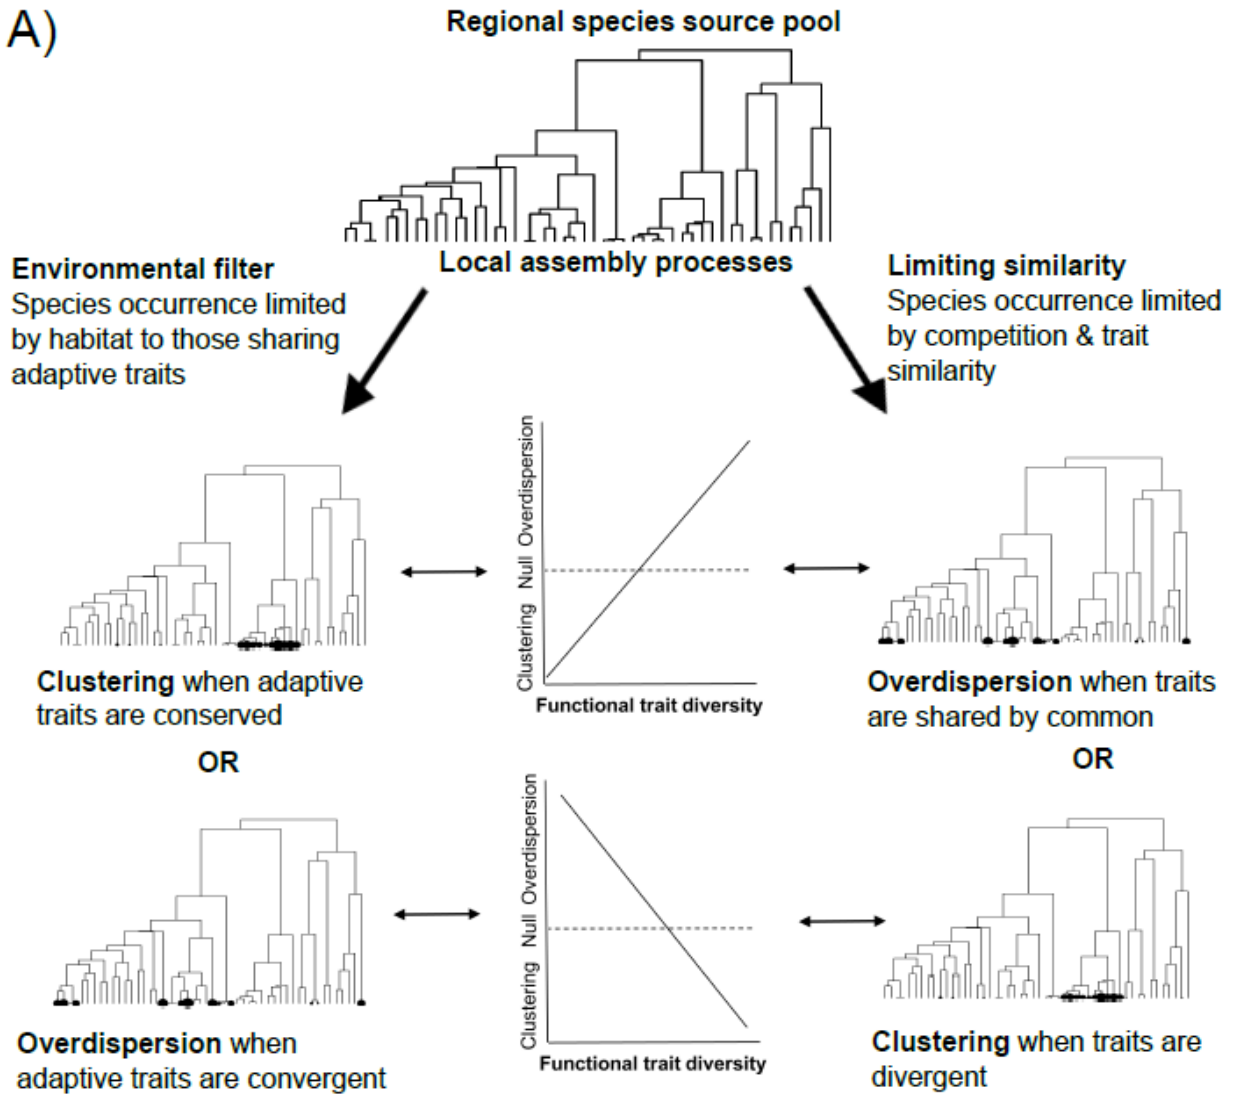 A)
Regional species source pool
Local assembly processes
Environmental filter
Species occurrence limited
by habitat to those sharing
adaptive traits
Limiting similarity
Species occurrence limited
by competition & trait
similarity
Clustering Null Overdispersion
Functional trait diversity
Clustering when adaptive
traits are conserved
Overdispersion when traits
are shared by common
OR
OR
Clustering Null Overdispersion
Functional trait diversity
Overdispersion when
adaptive traits are convergent
Clustering when traits are
divergent